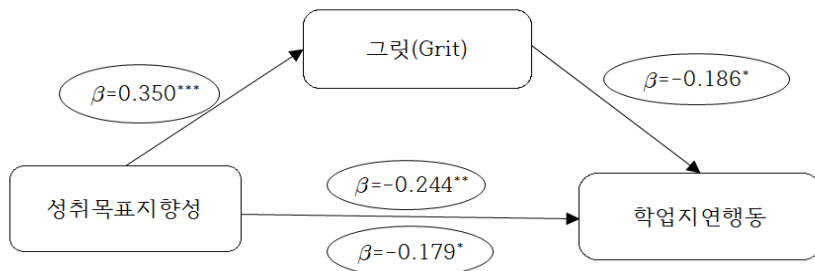 그릿(Grit)
β=0.350***
β=-0.186*
성취목표지향성
β=-0.244**
학업지연행동
β=-0.179*